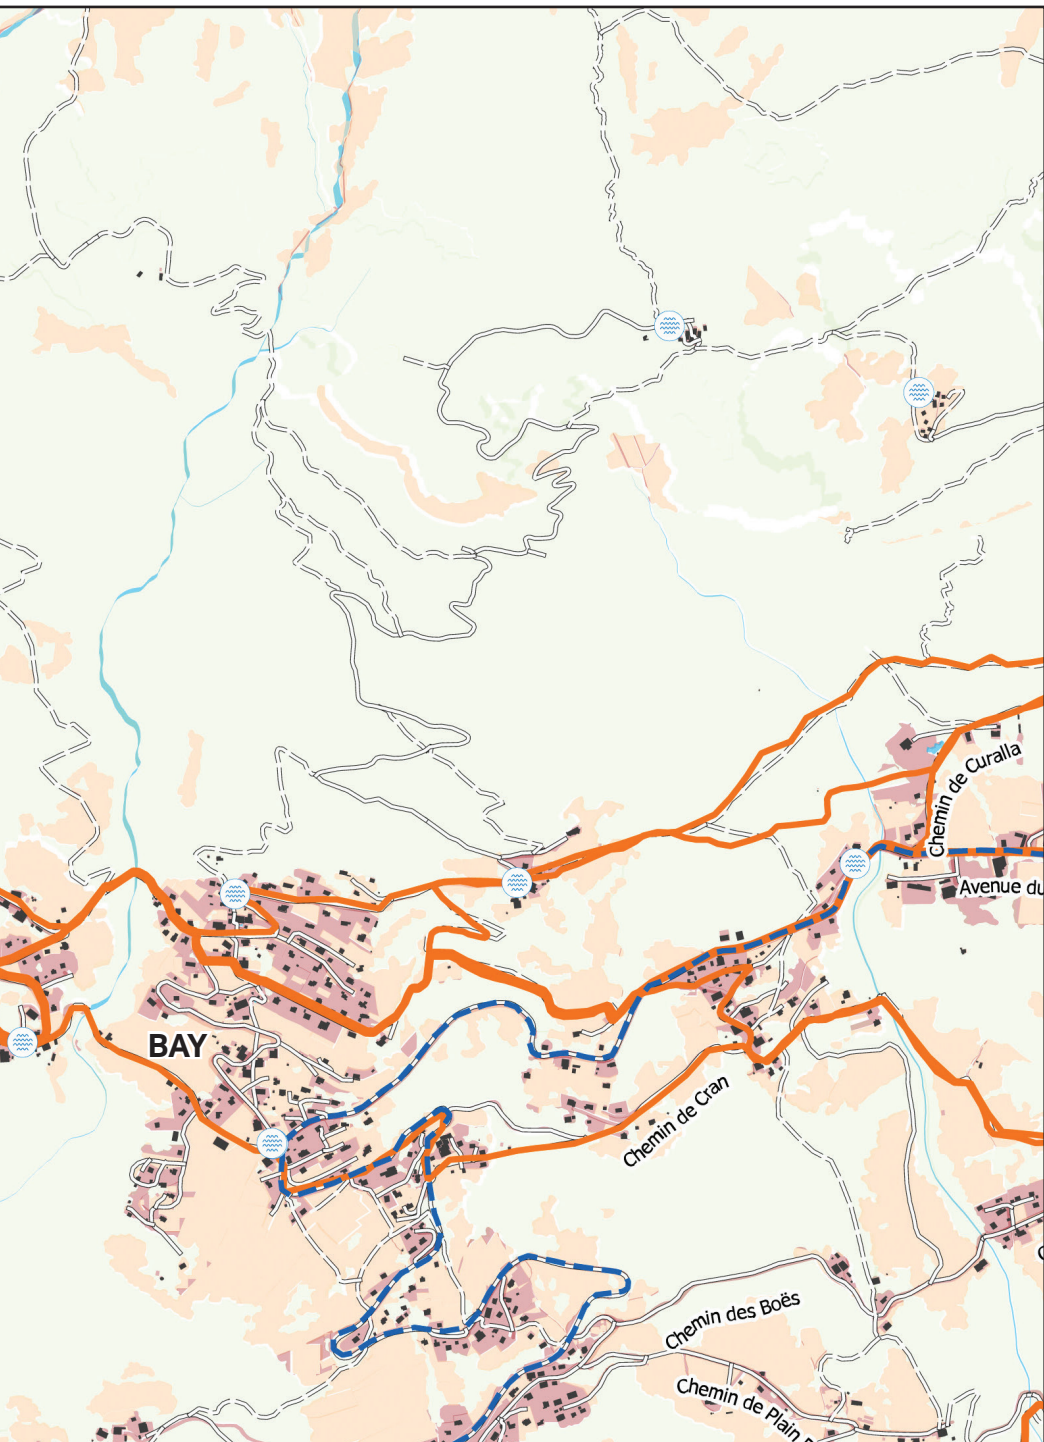 Chemin de Curalla
Avenue du
BAY
Chemin de Cran
Chemin des Boës
Chemin de Plain